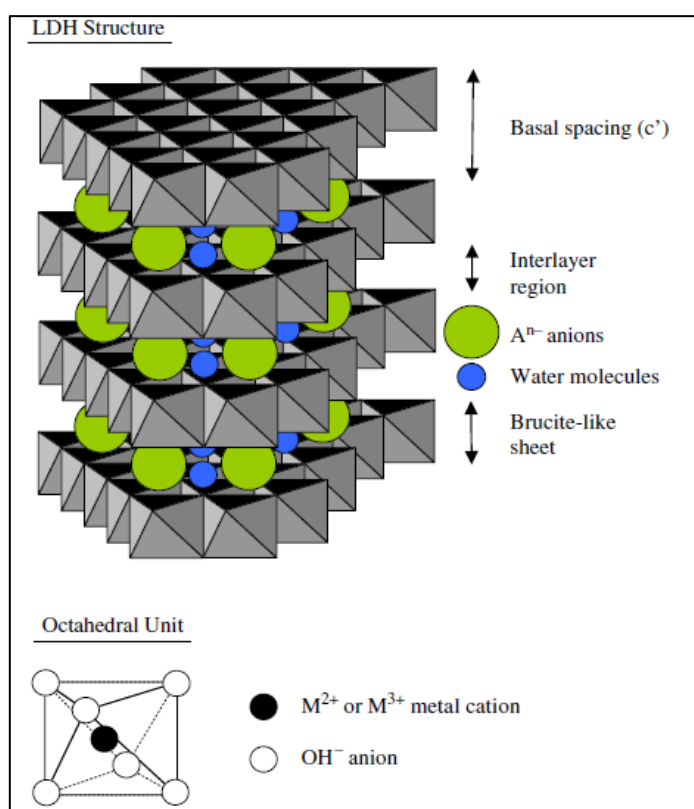 LDH Structure
Basal spacing (c’)
Interlayer
region
Aⁿ⁻ anions
Water molecules
Brucite-like
sheet
Octahedral Unit
M²⁺ or M³⁺ metal cation
OH⁻ anion